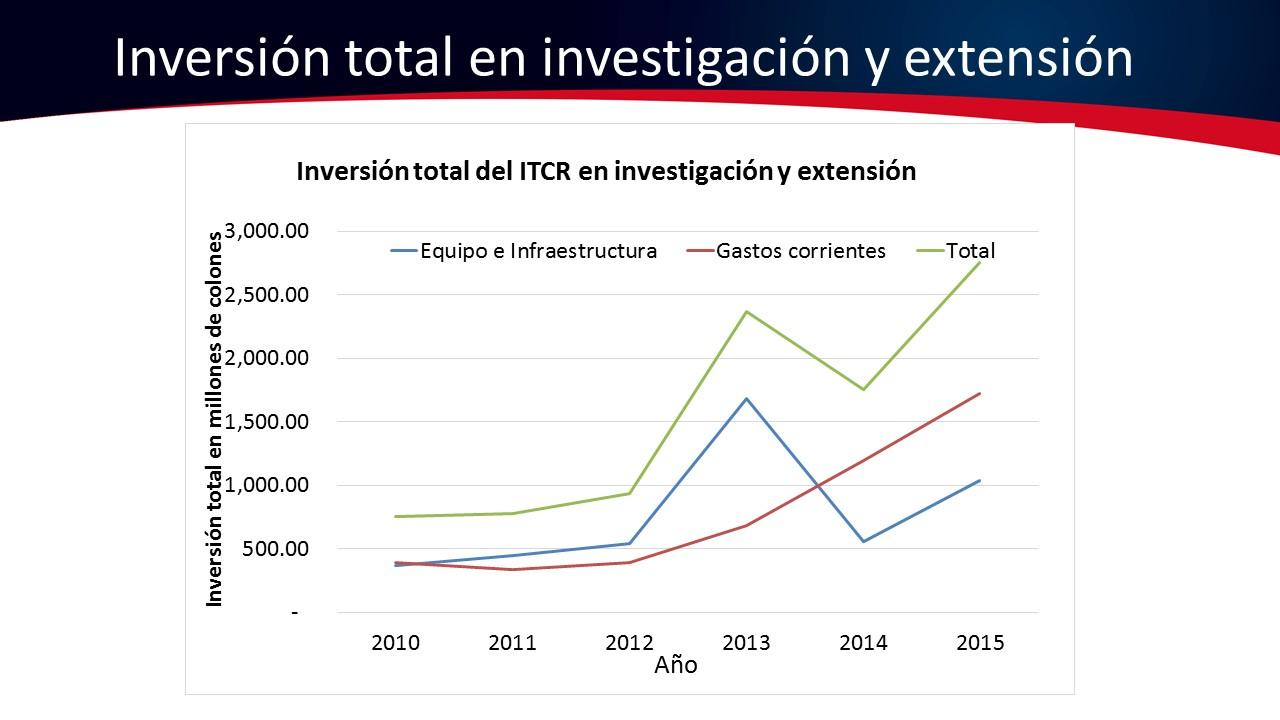 Inversión total en investigación y extensión
Inversión total del ITCR en investigación y extensión
Inversión total en millones de colones
3,000.00
2,500.00
2,000.00
1,500.00
1,000.00
500.00
-
Equipo e Infraestructura Gastos corrientes Total
2010 2011 2012 2013 2014 2015
Año